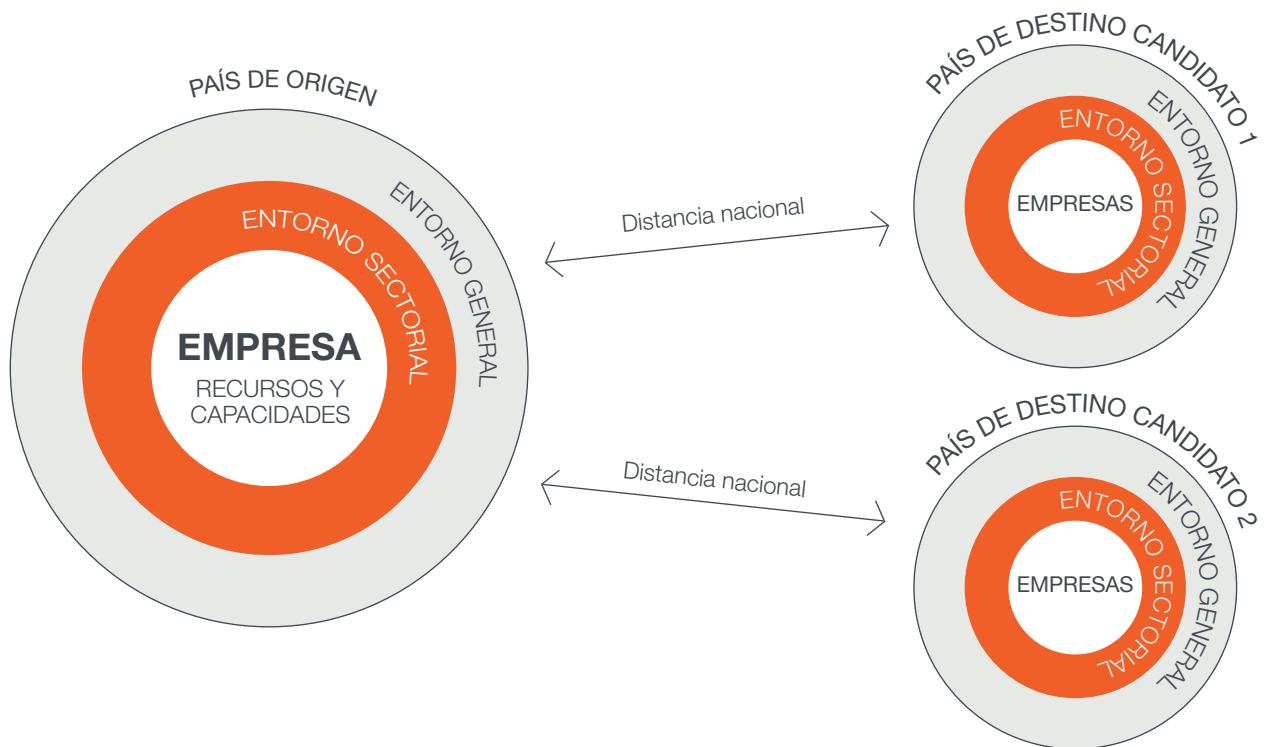 PAÍS DE ORIGEN
ENTORNO GENERAL
ENTORNO SECTORIAL
EMPRESA
RECURSOS Y
CAPACIDADES
Distancia nacional
Distancia nacional
PAÍS DE DESTINO CANDIDATO 1
ENTORNO GENERAL
ENTORNO SECTORIAL
EMPRESAS
PAÍS DE DESTINO CANDIDATO 2
ENTORNO GENERAL
ENTORNO SECTORIAL
EMPRESAS